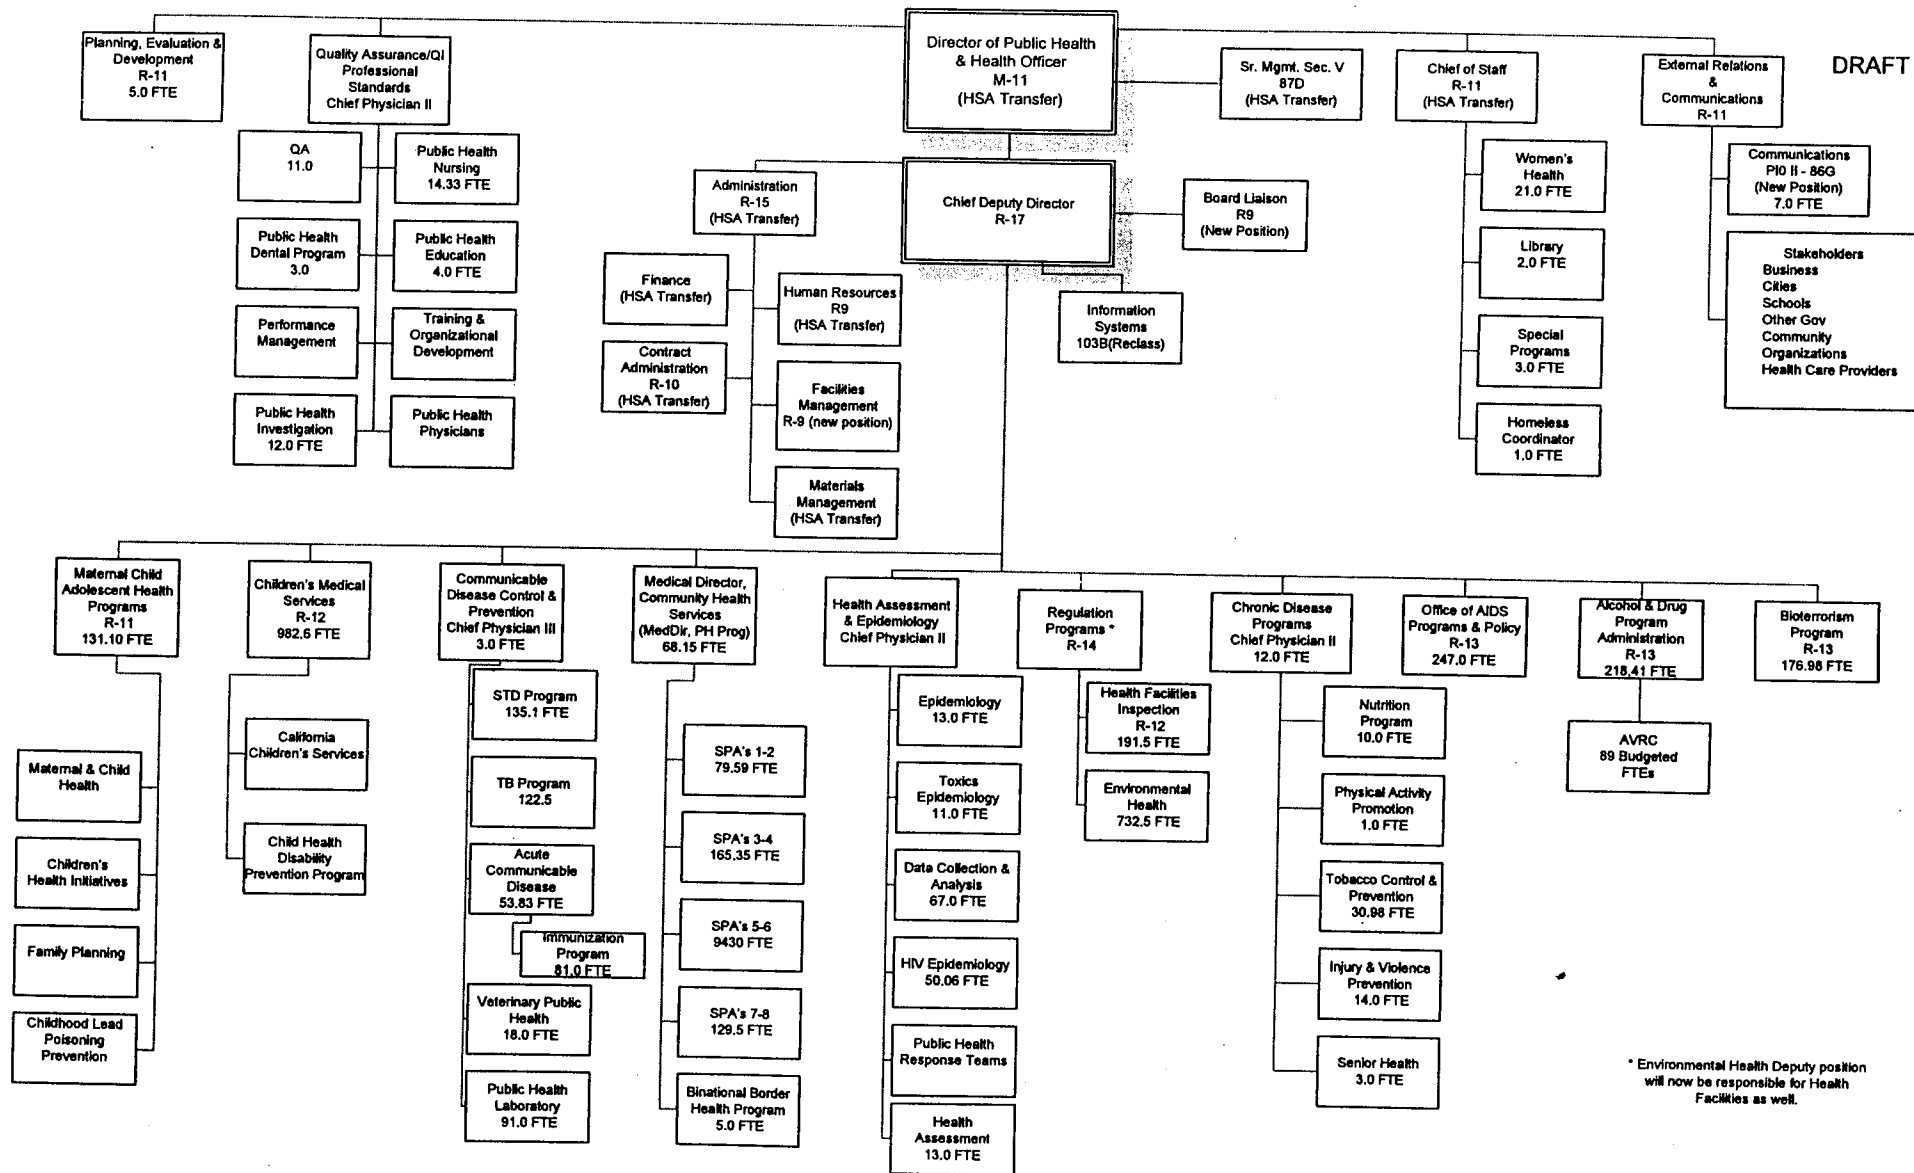 DRAFT
Director of Public Health
& Health Officer
M-11
(HSA Transfer)
Planning, Evaluation &
Development
R-11
5.0 FTE
Quality Assurance/QI
Professional
Standards
Chief Physician II
Sr. Mgmt. Sec. V
87D
(HSA Transfer)
Chief of Staff
R-11
(HSA Transfer)
External Relations
&
Communications
R-11
QA
11.0
Public Health
Nursing
14.33 FTE
Public Health
Dental Program
3.0
Public Health
Education
4.0 FTE
Performance
Management
Training &
Organizational
Development
Public Health
Investigation
12.0 FTE
Public Health
Physicians
Administration
R-15
(HSA Transfer)
Chief Deputy Director
R-17
Board Liaison
R9
(New Position)
Finance
(HSA Transfer)
Human Resources
R9
(HSA Transfer)
Contract
Administration
R-10
(HSA Transfer)
Facilities
Management
R-9 (new position)
Materials
Management
(HSA Transfer)
Information
Systems
103B(Reclass)
Women's
Health
21.0 FTE
Library
2.0 FTE
Special
Programs
3.0 FTE
Homeless
Coordinator
1.0 FTE
Communications
PI0 II - 86G
(New Position)
7.0 FTE
Stakeholders
Business
Cities
Schools
Other Gov
Community
Organizations
Health Care Providers
Maternal Child
Adolescent Health
Programs
R-11
131.10 FTE
Maternal & Child
Health
Children's
Health Initiatives
Family Planning
Childhood Lead
Poisoning
Prevention
Children's Medical
Services
R-12
982.6 FTE
California
Children's Services
Child Health
Disability
Prevention Program
Communicable
Disease Control &
Prevention
Chief Physician III
3.0 FTE
STD Program
135.1 FTE
TB Program
122.5
Acute
Communicable
Disease
53.83 FTE
Immunization
Program
81.0 FTE
Veterinary Public
Health
18.0 FTE
Public Health
Laboratory
91.0 FTE
Medical Director,
Community Health
Services
(MedDir, PH Prog)
68.15 FTE
SPA's 1-2
79.59 FTE
SPA's 3-4
165.35 FTE
SPA's 5-6
9430 FTE
SPA's 7-8
129.5 FTE
Binational Border
Health Program
5.0 FTE
Health Assessment
& Epidemiology
Chief Physician II
Epidemiology
13.0 FTE
Toxics
Epidemiology
11.0 FTE
Data Collection &
Analysis
67.0 FTE
HIV Epidemiology
50.06 FTE
Public Health
Response Teams
Health
Assessment
13.0 FTE
Regulation
Programs *
R-14
Health Facilities
Inspection
R-12
191.5 FTE
Environmental
Health
732.5 FTE
Chronic Disease
Programs
Chief Physician II
12.0 FTE
Nutrition
Program
10.0 FTE
Physical Activity
Promotion
1.0 FTE
Tobacco Control &
Prevention
30.98 FTE
Injury & Violence
Prevention
14.0 FTE
Senior Health
3.0 FTE
Office of AIDS
Programs & Policy
R-13
247.0 FTE
Alcohol & Drug
Program
Administration
R-13
218.41 FTE
AVRC
89 Budgeted
FTEs
Bioterrorism
Program
R-13
176.98 FTE
* Environmental Health Deputy position
will now be responsible for Health
Facilities as well.